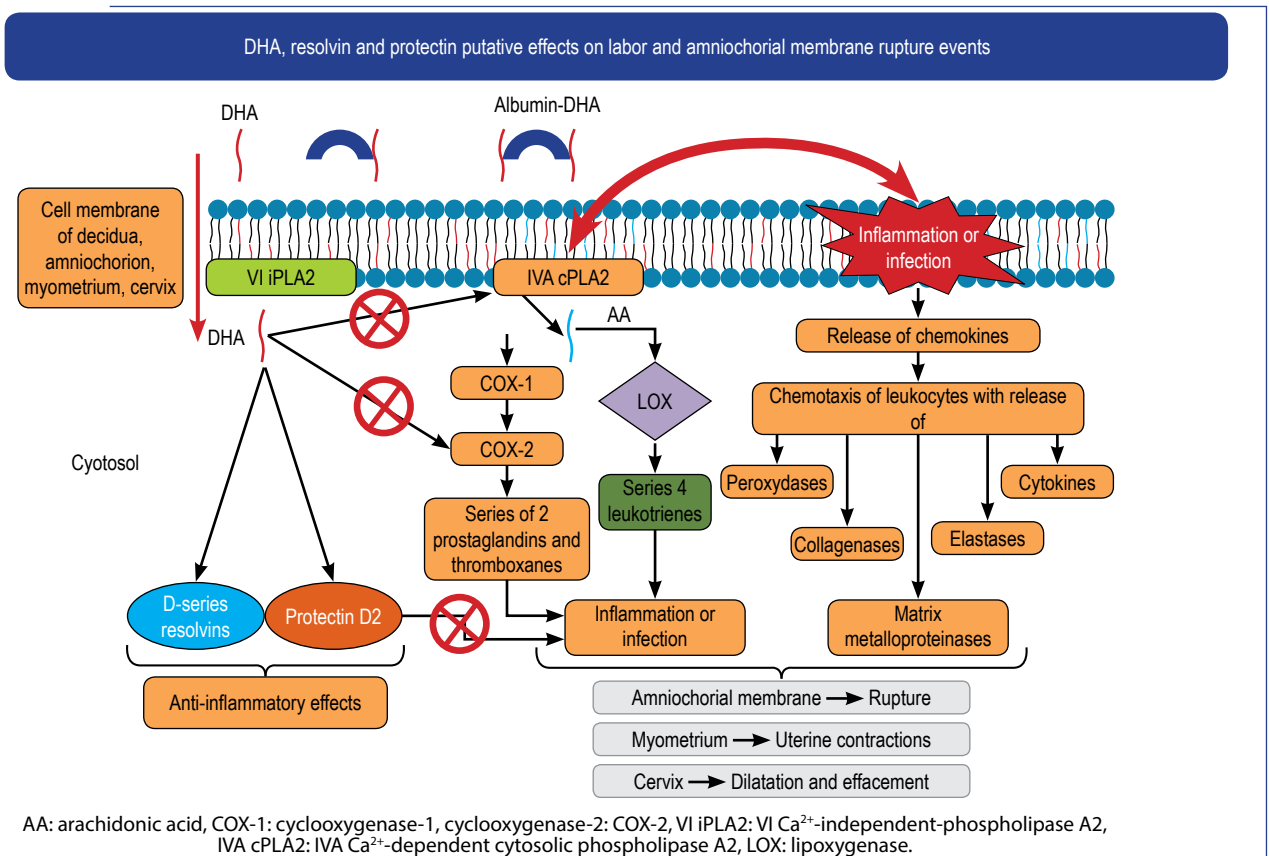 DHA, resolvin and protectin putative effects on labor and amniochorial membrane rupture events
DHA
Albumin-DHA
Cell membrane
of decidua,
amniochorion,
myometrium, cervix
VI iPLA2
IVA cPLA2
Inflammation or
infection
DHA
AA
Release of chemokines
COX-1
LOX
Chemotaxis of leukocytes with release
of
COX-2
Cyotosol
Peroxydases
Cytokines
Series 4
leukotrienes
Series of 2
prostaglandins and
thromboxanes
Collagenases
Elastases
D-series
resolvins
Protectin D2
Inflammation or
infection
Matrix
metalloproteinases
Anti-inflammatory effects
Amniochorial membrane Rupture
Myometrium Uterine contractions
Cervix Dilatation and effacement
AA: arachidonic acid, COX-1: cyclooxygenase-1, cyclooxygenase-2: COX-2, VI iPLA2: VI Ca²⁺-independent-phospholipase A2,
IVA cPLA2: IVA Ca²⁺-dependent cytosolic phospholipase A2, LOX: lipoxygenase.